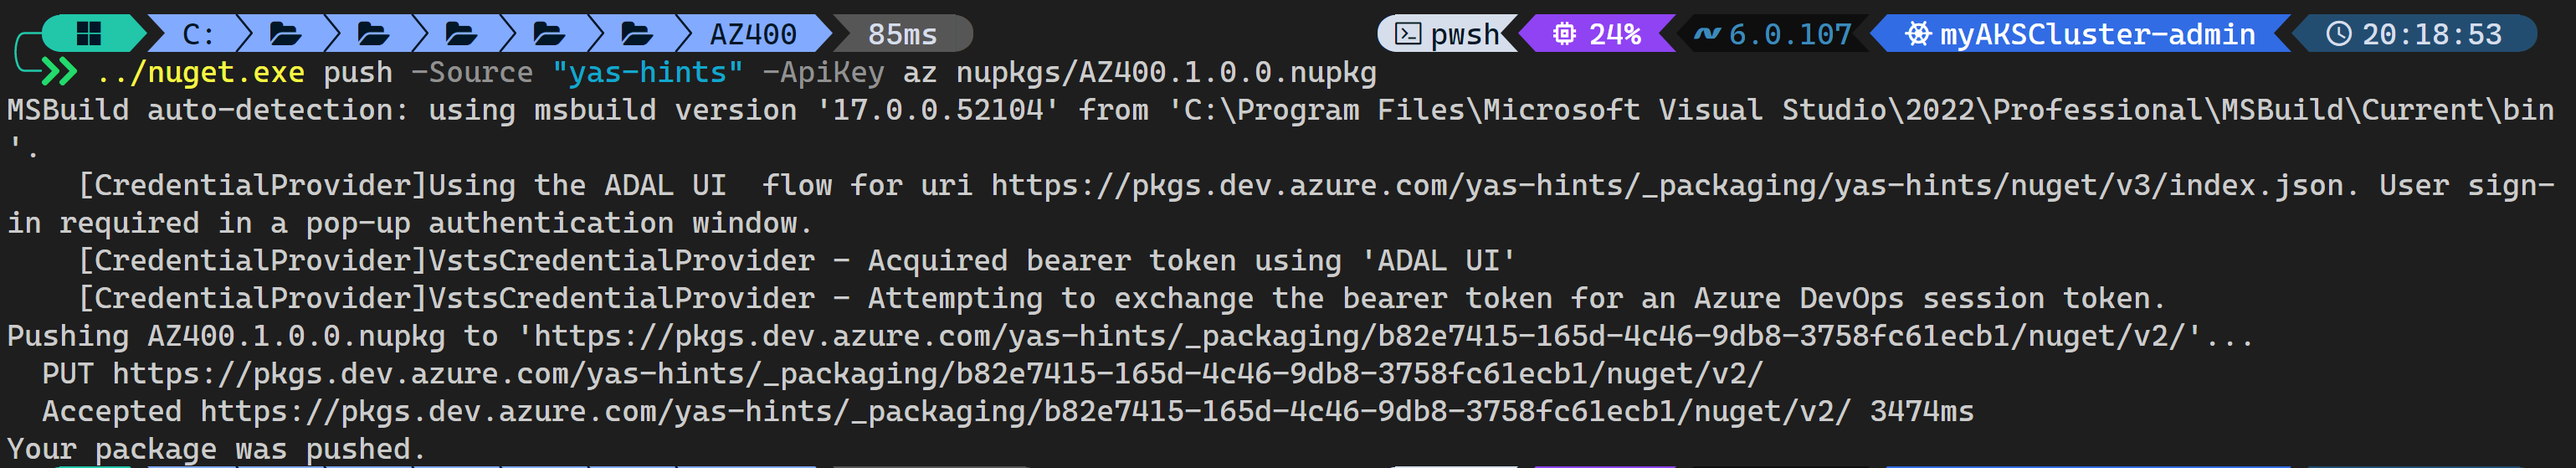 C: AZ400 85ms pwsh 24% 6.0.107 myAKSCluster-admin 20:18:53
../nuget.exe push -Source "yas-hints" -ApiKey az nupkgs/AZ400.1.0.0.nupkg
MSBuild auto-detection: using msbuild version '17.0.0.52104' from 'C:\Program Files\Microsoft Visual Studio\2022\Professional\MSBuild\Current\bin
'.
[CredentialProvider]Using the ADAL UI  flow for uri https://pkgs.dev.azure.com/yas-hints/_packaging/yas-hints/nuget/v3/index.json. User sign-
in required in a pop-up authentication window.
[CredentialProvider]VstsCredentialProvider - Acquired bearer token using 'ADAL UI'
[CredentialProvider]VstsCredentialProvider - Attempting to exchange the bearer token for an Azure DevOps session token.
Pushing AZ400.1.0.0.nupkg to 'https://pkgs.dev.azure.com/yas-hints/_packaging/b82e7415-165d-4c46-9db8-3758fc61ecb1/nuget/v2/'...
PUT https://pkgs.dev.azure.com/yas-hints/_packaging/b82e7415-165d-4c46-9db8-3758fc61ecb1/nuget/v2/
Accepted https://pkgs.dev.azure.com/yas-hints/_packaging/b82e7415-165d-4c46-9db8-3758fc61ecb1/nuget/v2/ 3474ms
Your package was pushed.